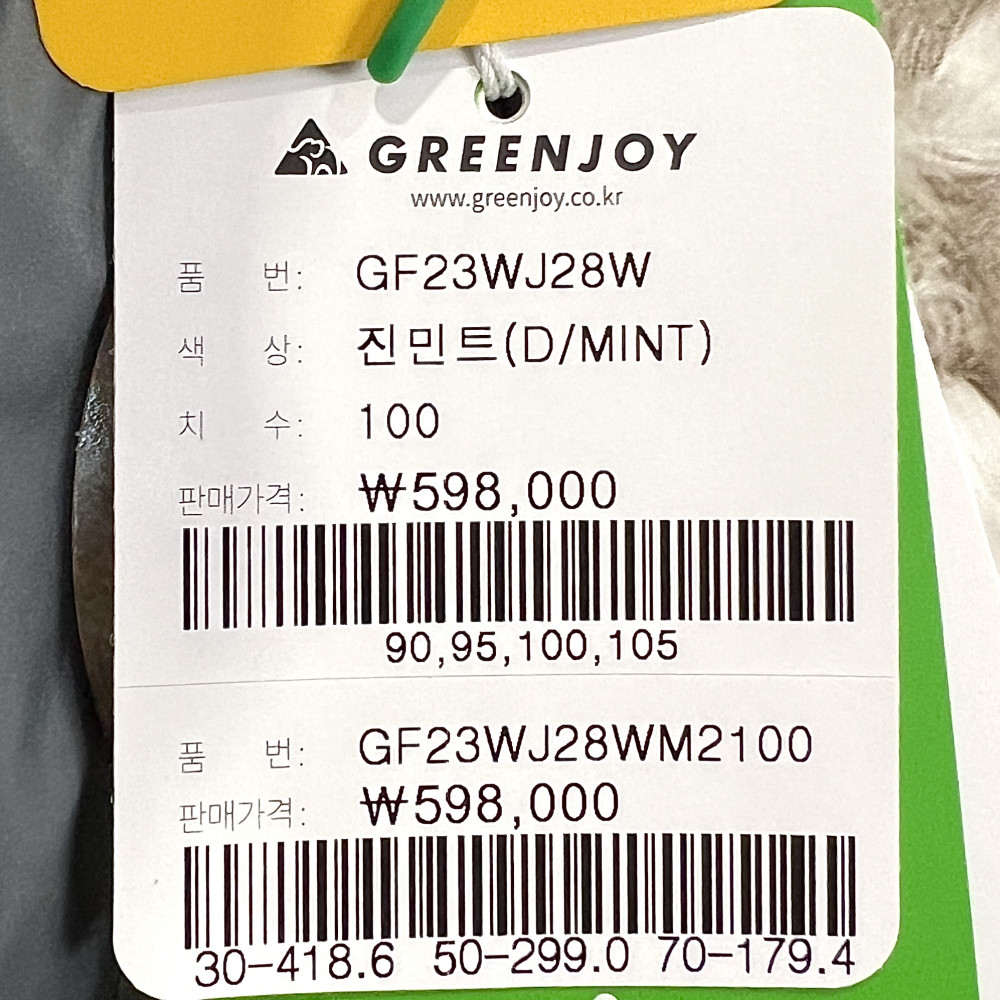 GREENJOY
www.greenjoy.co.kr
품 번: GF23WJ28W
색 상: 진민트(D/MINT)
치 수: 100
판매가격: ₩598,000
90,95,100,105
품 번: GF23WJ28WM2100
판매가격: ₩598,000
30-418.6 50-299.0 70-179.4